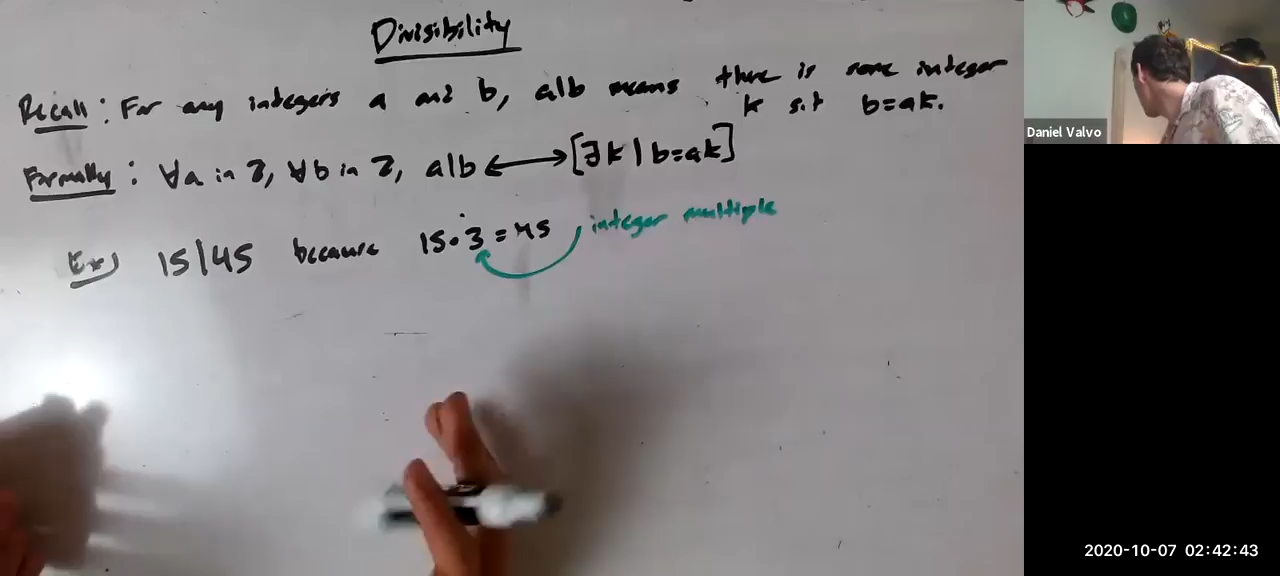 Divisibility
Recall: For any integers a and b, a|b means there is some integer
k s.t b=ak.
Formally: ∀a in Z, ∀b in Z, a|b ⟷ [∃k | b=ak]
Ex) 15|45 because 15·3=45 integer multiple
Daniel Valvo
2020-10-07 02:42:43